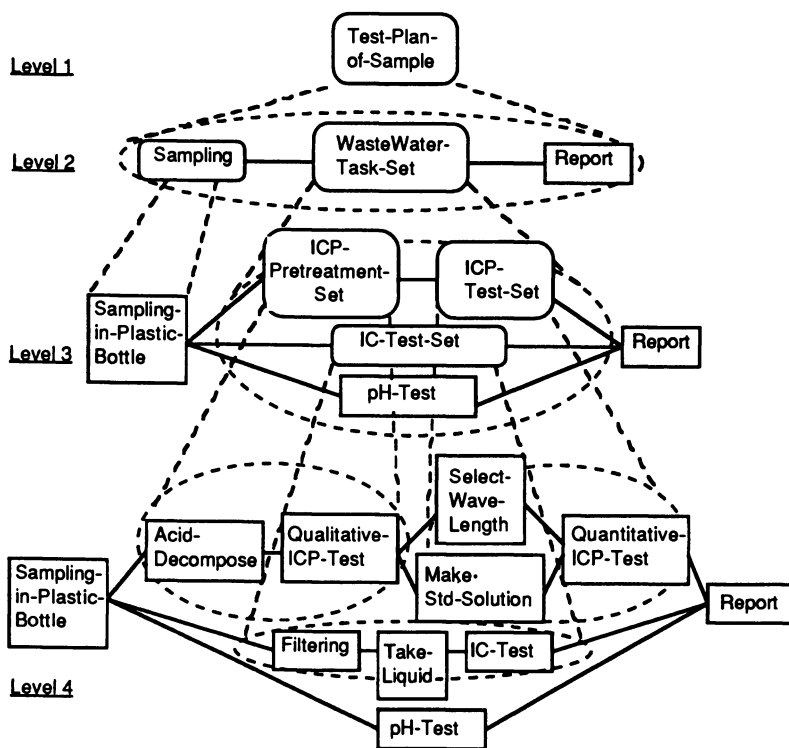 Test-Plan-
of-Sample
Level 1
Level 2
Sampling
WasteWater-
Task-Set
Report
ICP-
Pretreatment-
Set
ICP-
Test-Set
Sampling-
in-Plastic-
Bottle
Level 3
IC-Test-Set
Report
pH-Test
Select-
Wave-
Length
Acid-
Decompose
Qualitative-
ICP-Test
Quantitative-
ICP-Test
Make-
Std-Solution
Sampling-
in-Plastic-
Bottle
Report
Filtering
Take-
Liquid
IC-Test
Level 4
pH-Test